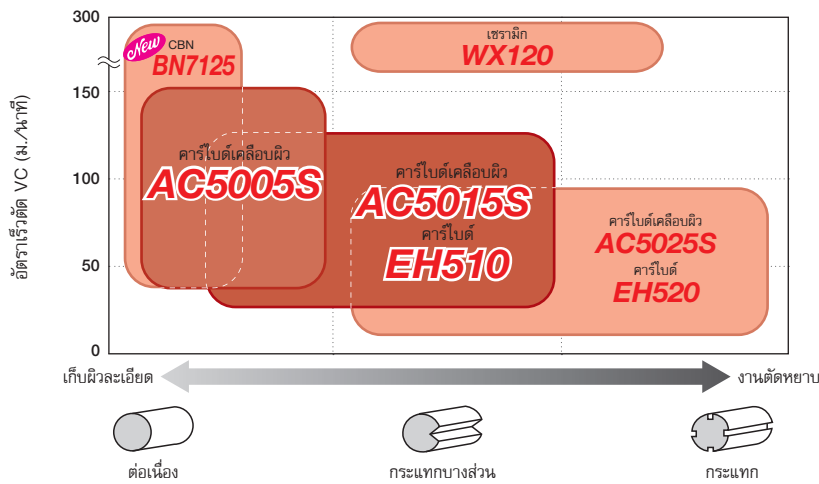 300
New
CBN
BN7125
เซรามิก
WX120
150
คาร์ไบด์เคลือบผิว
AC5005S
คาร์ไบด์เคลือบผิว
AC5015S
คาร์ไบด์
EH510
คาร์ไบด์เคลือบผิว
AC5025S
คาร์ไบด์
EH520
100
50
0
อัตราเร็วตัด VC (ม./นาที)
เก็บผิวละเอียด
งานตัดหยาบ
ต่อเนื่อง
กระแทกบางส่วน
กระแทก